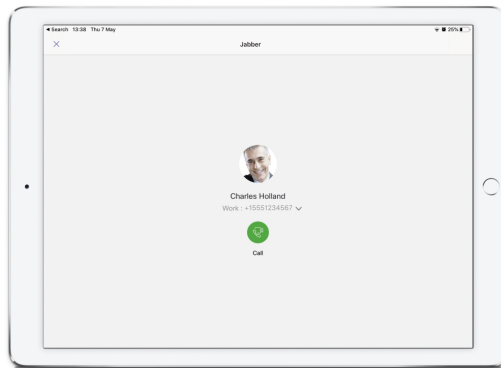 Search 13:38 Thu 7 May 25%
Jabber
Charles Holland
Work : +15551234567
Call